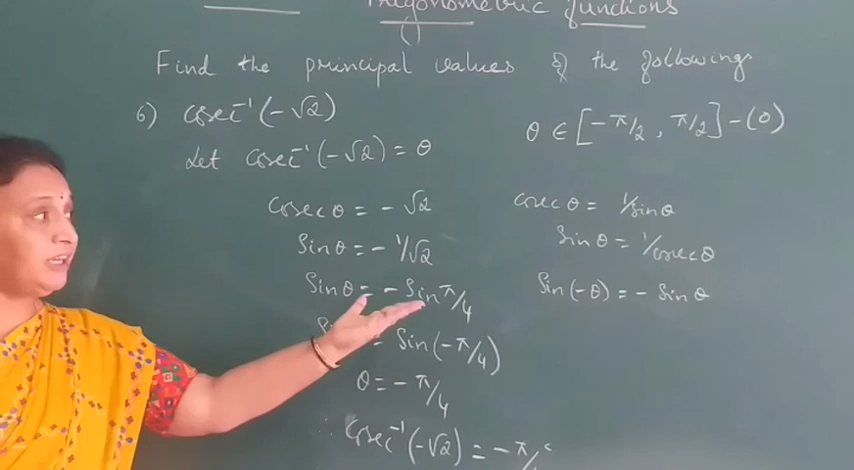 Trigonometric functions
Find the principal values of the followings
6) cosec⁻¹(-√2)
θ ∈ [-π/2, π/2] - (0)
Let cosec⁻¹(-√2) = θ
cosec θ = -√2
cosec θ = 1/sin θ
Sin θ = -1/√2
Sin θ = 1/cosec θ
Sin θ = - Sin π/4
Sin(-θ) = - Sin θ
= Sin(-π/4)
θ = -π/4
∴ Cosec⁻¹(-√2) = -π/4